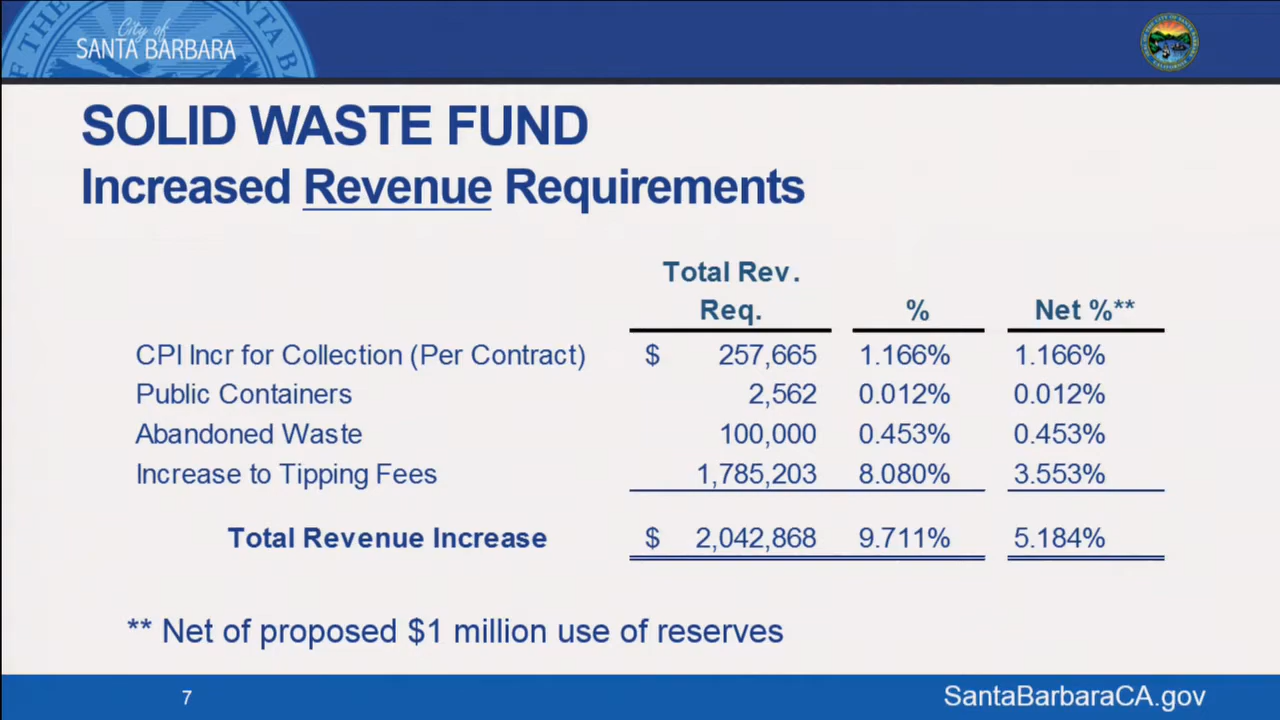 City of
SANTA BARBARA
SOLID WASTE FUND
Increased Revenue Requirements
Total Rev.
Req. % Net %**
CPI Incr for Collection (Per Contract) $ 257,665 1.166% 1.166%
Public Containers 2,562 0.012% 0.012%
Abandoned Waste 100,000 0.453% 0.453%
Increase to Tipping Fees 1,785,203 8.080% 3.553%
Total Revenue Increase $ 2,042,868 9.711% 5.184%
** Net of proposed $1 million use of reserves
7 SantaBarbaraCA.gov